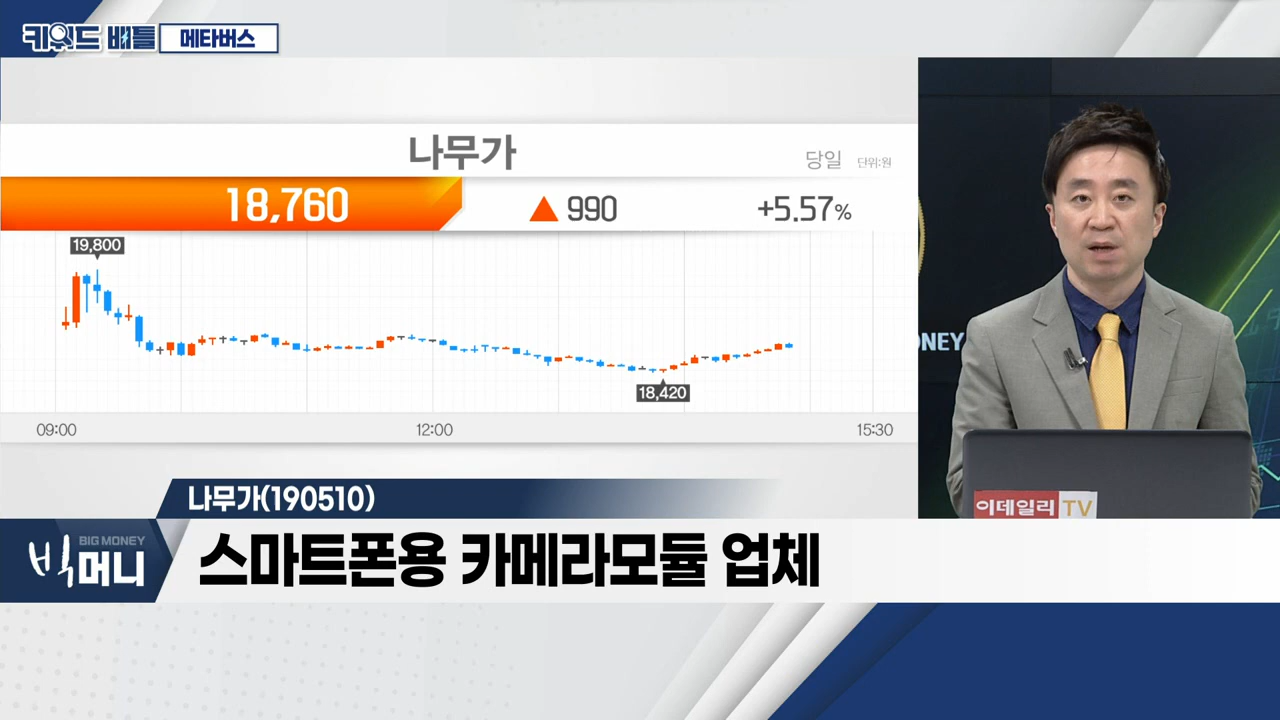 키워드 배틀 메타버스
나무가
당일 단위:원
18,760 ▲ 990 +5.57%
19,800
18,420
09:00 12:00 15:30
ONEY
이데일리 TV
나무가(190510)
BIG MONEY
빅머니
스마트폰용 카메라모듈 업체